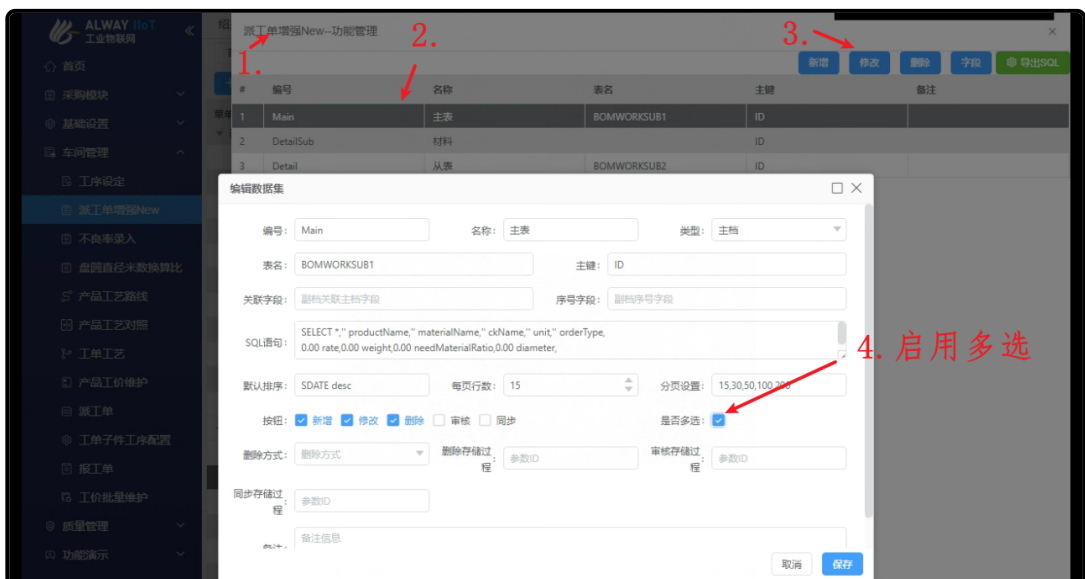 ALWAY IIoT
工业物联网
派工单增强New--功能管理
1.
2.
3.
新增 修改 删除 字段 导出SQL
# 编号 名称 表名 主键 备注
1 Main 主表 BOMWORKSUB1 ID
2 DetailSub 材料 ID
3 Detail 从表 BOMWORKSUB2 ID
首页
采购模块
基础设置
车间管理
工序设定
派工单增强New
不良率录入
盘圆直径米数换算比
产品工艺路线
产品工艺对照
工单工艺
产品工价维护
派工单
工单子件工序配置
报工单
工价批量维护
质量管理
功能演示
编辑数据集
编号: Main 名称: 主表 类型: 主档
表名: BOMWORKSUB1 主键: ID
关联字段: 副档关联主档字段 序号字段: 副档序号字段
SQL语句: SELECT *,'' productName,'' materialName,'' ckName,'' unit,'' orderType,
0.00 rate,0.00 weight,0.00 needMaterialRatio,0.00 diameter,
4.启用多选
默认排序: SDATE desc 每页行数: 15 分页设置: 15,30,50,100,200
按钮: 新增 修改 删除 审核 同步 是否多选:
删除方式: 删除方式 删除存储过程: 参数ID 审核存储过程: 参数ID
同步存储过程: 参数ID
备注: 备注信息
取消 保存